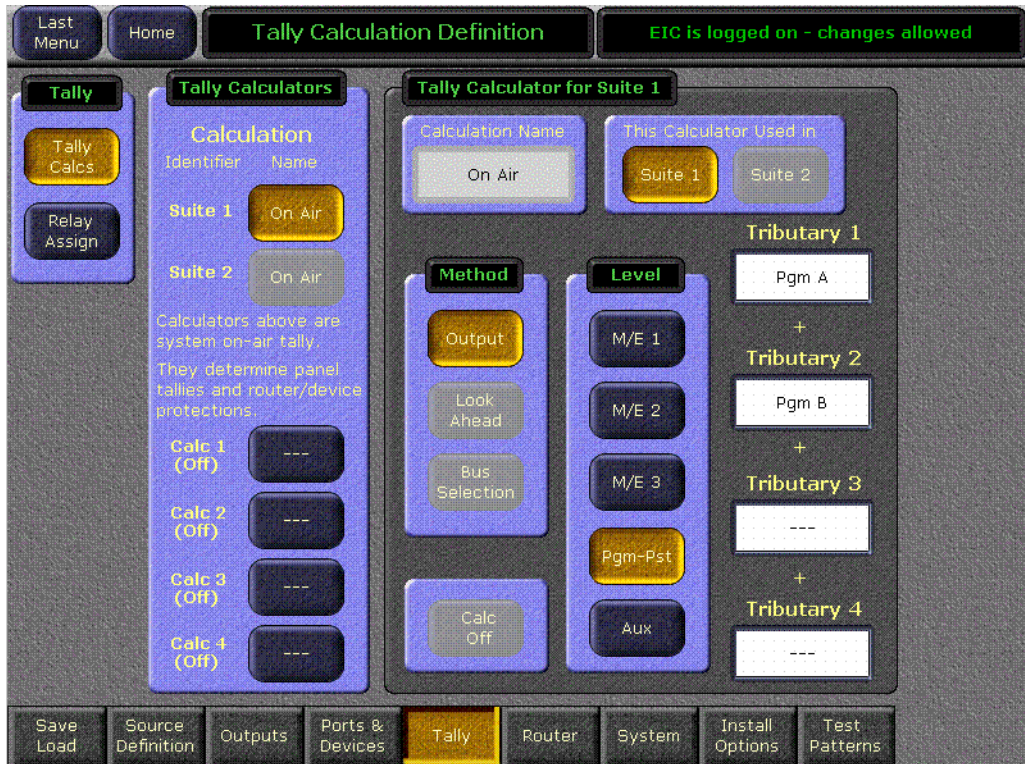 Last
Menu
Home
Tally Calculation Definition
EIC is logged on - changes allowed
Tally
Tally
Calcs
Relay
Assign
Tally Calculators
Calculation
Identifier Name
Suite 1 On Air
Suite 2 On Air
Calculators above are
system on-air tally.
They determine panel
tallies and router/device
protections.
Calc 1
(Off)
---
Calc 2
(Off)
---
Calc 3
(Off)
---
Calc 4
(Off)
---
Tally Calculator for Suite 1
Calculation Name
On Air
This Calculator Used in
Suite 1 Suite 2
Method
Output
Look
Ahead
Bus
Selection
Calc
Off
Level
M/E 1
M/E 2
M/E 3
Pgm-Pst
Aux
Tributary 1
Pgm A
+
Tributary 2
Pgm B
+
Tributary 3
---
+
Tributary 4
---
Save
Load
Source
Definition
Outputs
Ports &
Devices
Tally
Router
System
Install
Options
Test
Patterns